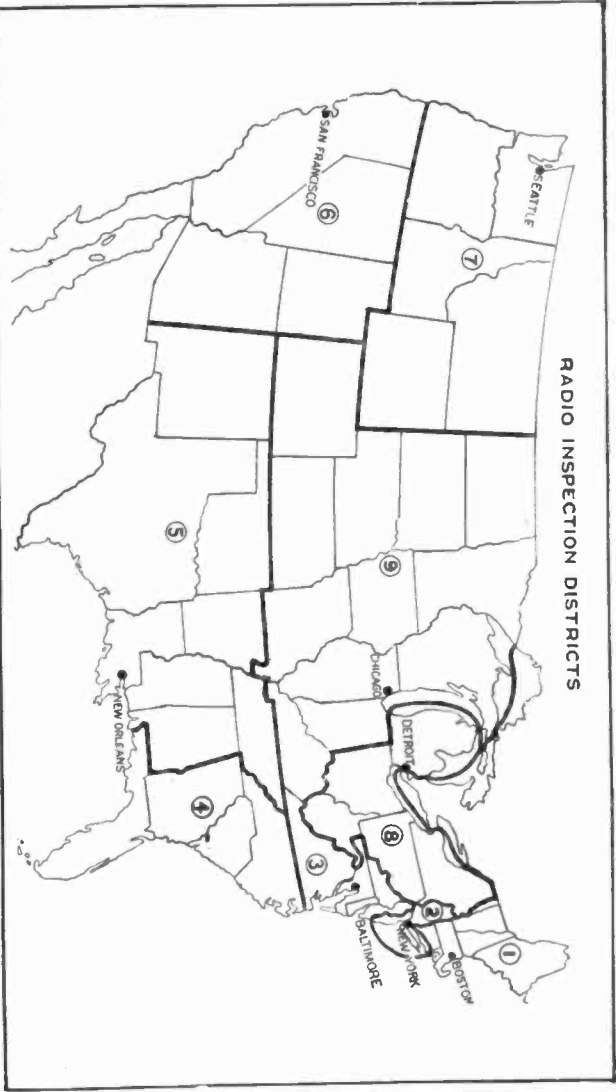 RADIO INSPECTION DISTRICTS
SEATTLE
⑦
SAN FRANCISCO
⑥
⑨
CHICAGO
DETROIT
⑧
②
①
BOSTON
NEW YORK
BALTIMORE
③
④
⑤
NEW ORLEANS